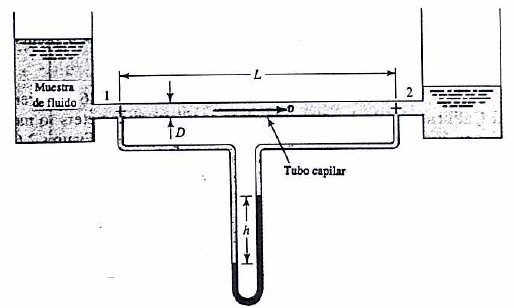 L
Muestra
de fluido
1
2
υ
D
Tubo capilar
h